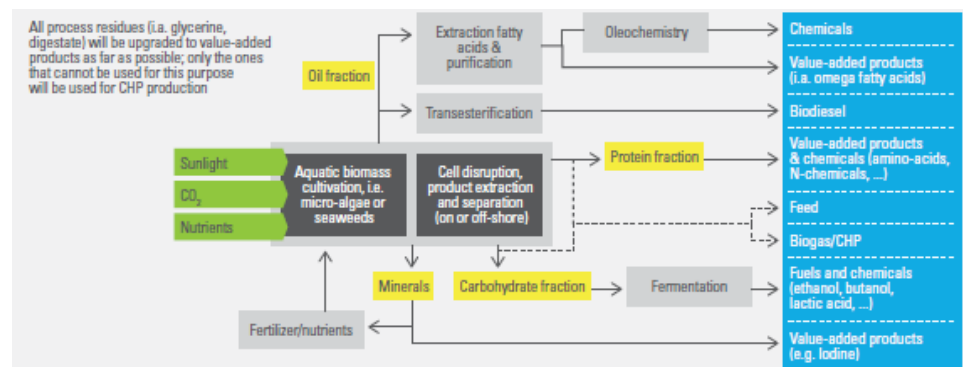 All process residues (i.a. glycerine,
digestate) will be upgraded to value-added
products as far as possible; only the ones
that cannot be used for this purpose
will be used for CHP production
Oil fraction
Extraction fatty
acids &
purification
Oleochemistry
Chemicals
Value-added products
(i.a. omega fatty acids)
Transesterification
Biodiesel
Sunlight
CO₂
Nutrients
Aquatic biomass
cultivation, i.e.
micro-algae or
seaweeds
Cell disruption,
product extraction
and separation
(on or off-shore)
Protein fraction
Value-added products
& chemicals (amino-acids,
N-chemicals, ...)
Feed
Biogas/CHP
Minerals
Carbohydrate fraction
Fermentation
Fuels and chemicals
(ethanol, butanol,
lactic acid, ...)
Fertilizer/nutrients
Value-added products
(e.g. Iodine)